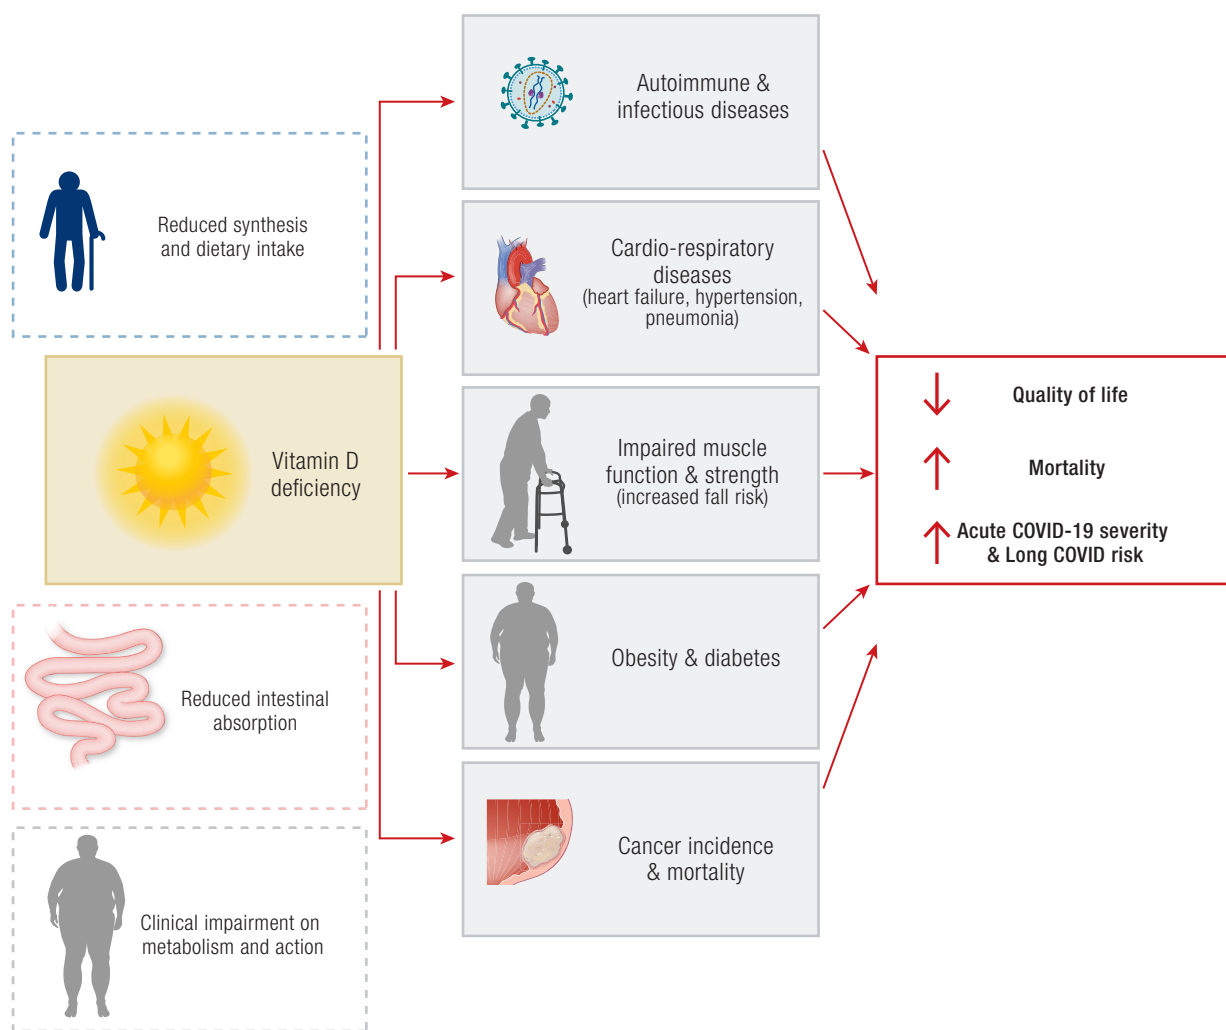 Reduced synthesis
and dietary intake
Vitamin D
deficiency
Reduced intestinal
absorption
Clinical impairment on
metabolism and action
Autoimmune &
infectious diseases
Cardio-respiratory
diseases
(heart failure, hypertension,
pneumonia)
Impaired muscle
function & strength
(increased fall risk)
Obesity & diabetes
Cancer incidence
& mortality
Quality of life
Mortality
Acute COVID-19 severity
& Long COVID risk